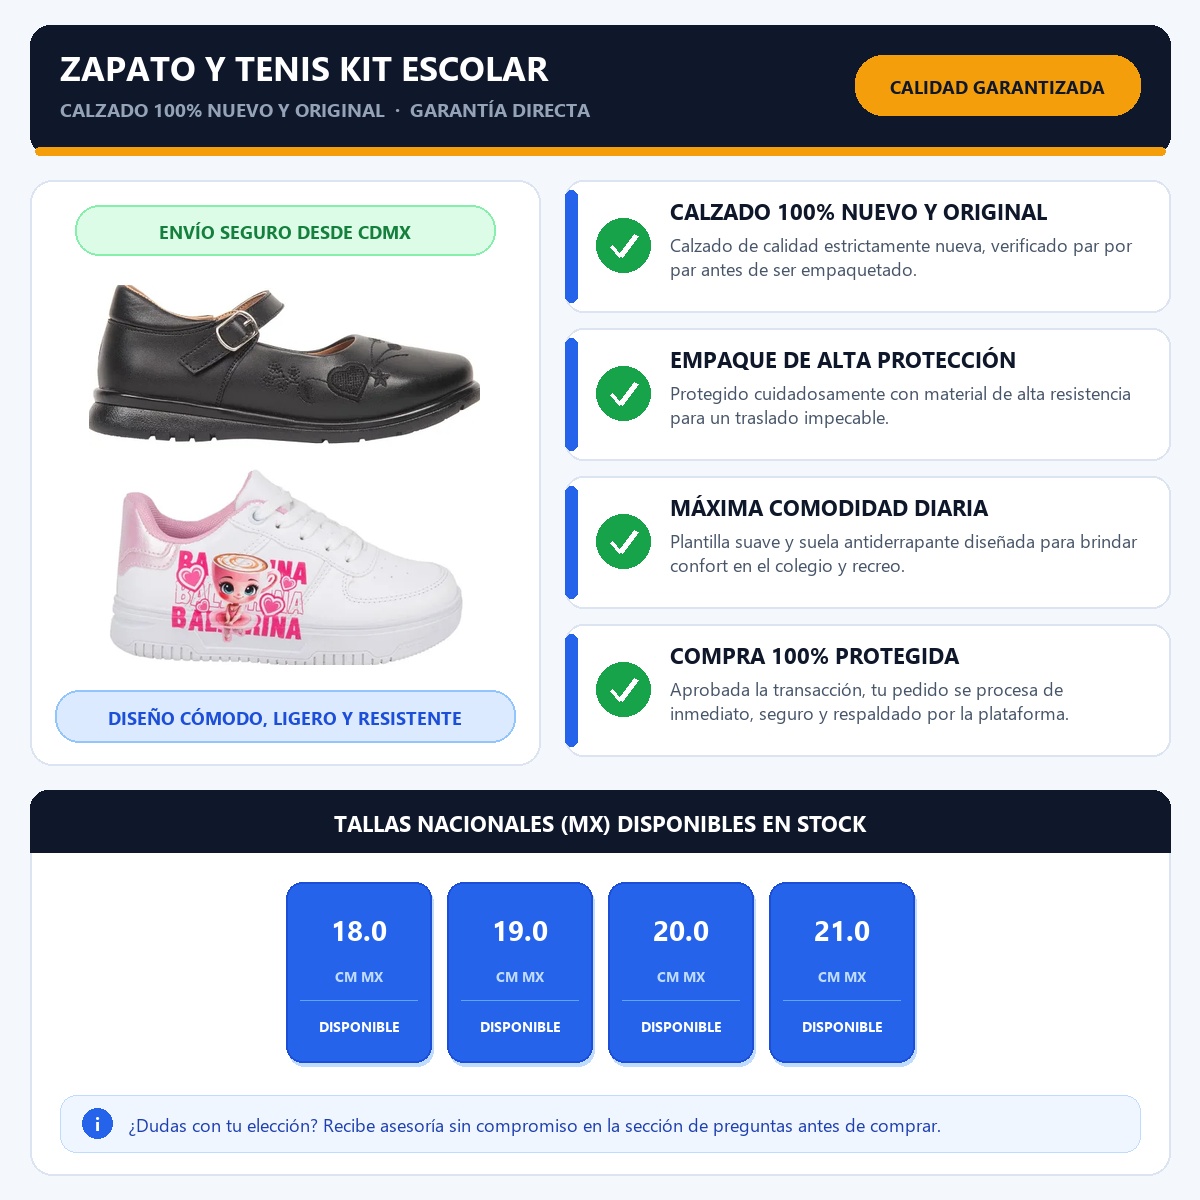 ZAPATO Y TENIS KIT ESCOLAR
CALZADO 100% NUEVO Y ORIGINAL · GARANTÍA DIRECTA
CALIDAD GARANTIZADA
ENVÍO SEGURO DESDE CDMX
BALLERINA
DISEÑO CÓMODO, LIGERO Y RESISTENTE
CALZADO 100% NUEVO Y ORIGINAL
Calzado de calidad estrictamente nueva, verificado par por
par antes de ser empaquetado.
EMPAQUE DE ALTA PROTECCIÓN
Protegido cuidadosamente con material de alta resistencia
para un traslado impecable.
MÁXIMA COMODIDAD DIARIA
Plantilla suave y suela antiderrapante diseñada para brindar
confort en el colegio y recreo.
COMPRA 100% PROTEGIDA
Aprobada la transacción, tu pedido se procesa de
inmediato, seguro y respaldado por la plataforma.
TALLAS NACIONALES (MX) DISPONIBLES EN STOCK
18.0
CM MX
DISPONIBLE
19.0
CM MX
DISPONIBLE
20.0
CM MX
DISPONIBLE
21.0
CM MX
DISPONIBLE
¿Dudas con tu elección? Recibe asesoría sin compromiso en la sección de preguntas antes de comprar.